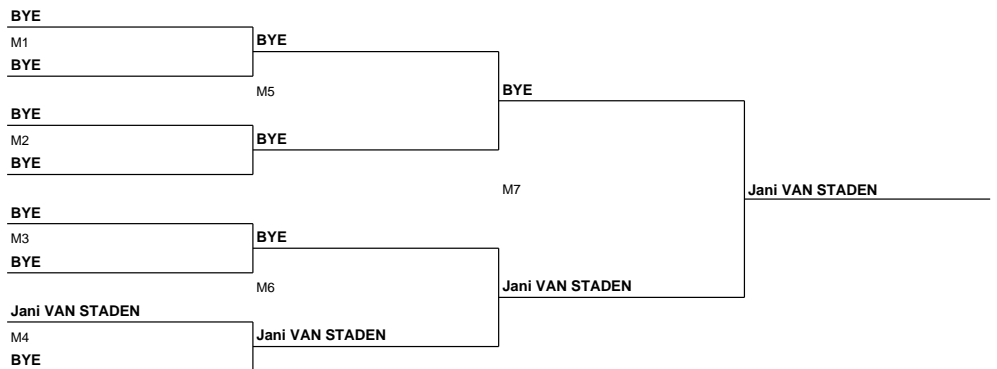 BYE
M1
BYE
BYE
M5
BYE
M2
BYE
BYE
BYE
M7
Jani VAN STADEN
BYE
M3
BYE
BYE
M6
Jani VAN STADEN
Jani VAN STADEN
M4
Jani VAN STADEN
BYE